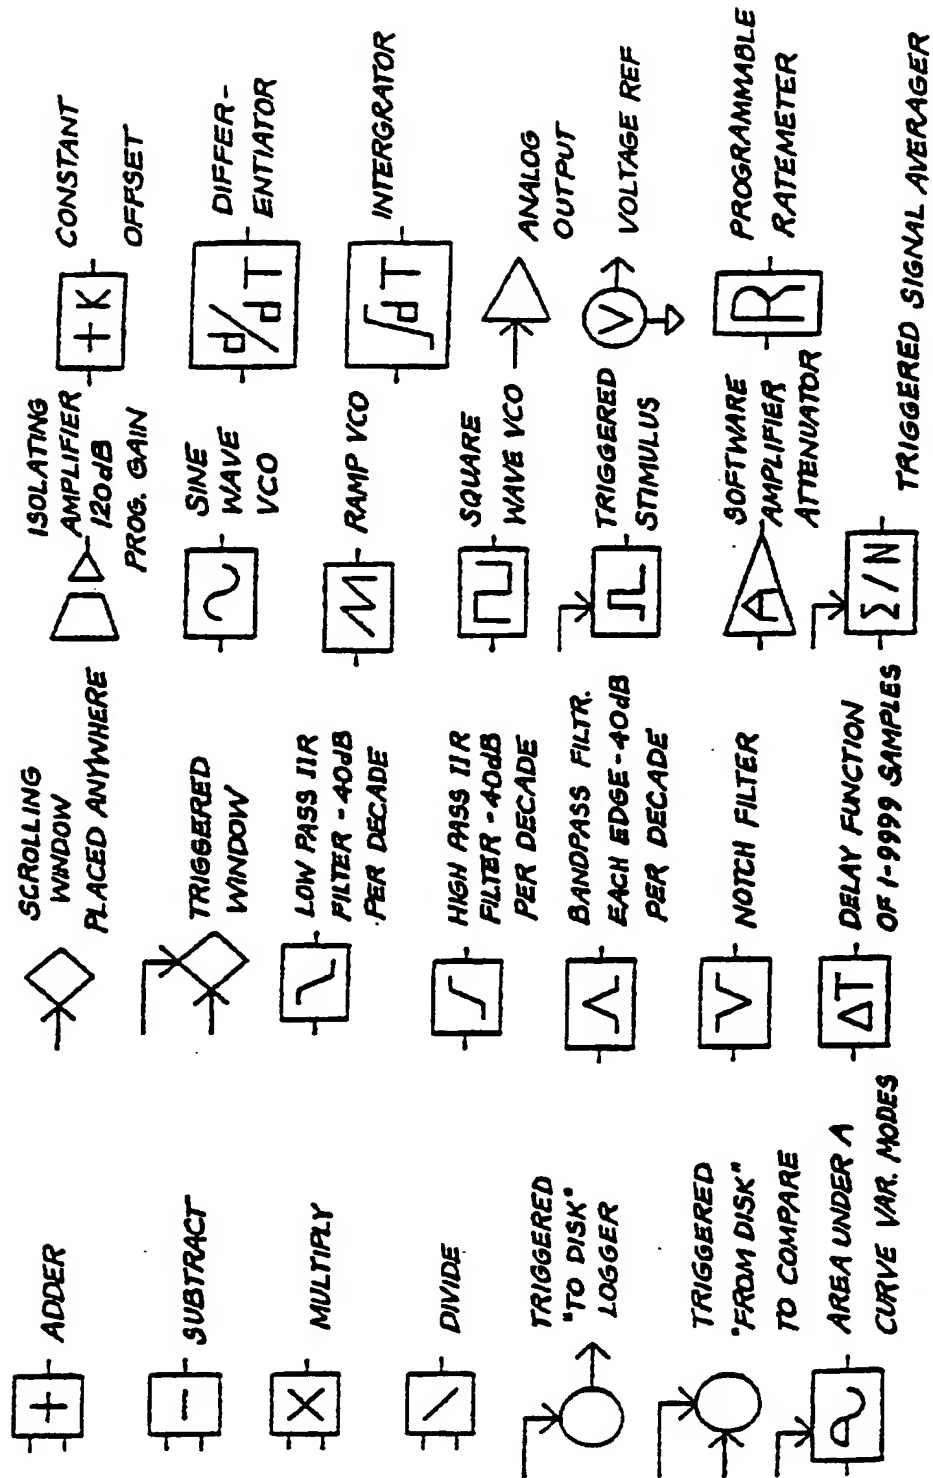 + ADDER
− SUBTRACT
X MULTIPLY
/ DIVIDE
TRIGGERED
"TO DISK"
LOGGER
TRIGGERED
"FROM DISK"
TO COMPARE
AREA UNDER A
CURVE VAR. MODES
SCROLLING
WINDOW
PLACED ANYWHERE
TRIGGERED
WINDOW
LOW PASS IIR
FILTER -40dB
PER DECADE
HIGH PASS IIR
FILTER -40dB
PER DECADE
BANDPASS FILTR.
EACH EDGE-40dB
PER DECADE
NOTCH FILTER
ΔT DELAY FUNCTION
OF 1-9999 SAMPLES
ISOLATING
AMPLIFIER
120dB
PROG. GAIN
SINE
WAVE
VCO
RAMP VCO
SQUARE
WAVE VCO
TRIGGERED
STIMULUS
A SOFTWARE
AMPLIFIER
ATTENUATOR
Σ/N TRIGGERED SIGNAL AVERAGER
+K CONSTANT
OFFSET
d/dT DIFFER-
ENTIATOR
∫dT INTERGRATOR
ANALOG
OUTPUT
V VOLTAGE REF
R PROGRAMMABLE
RATEMETER